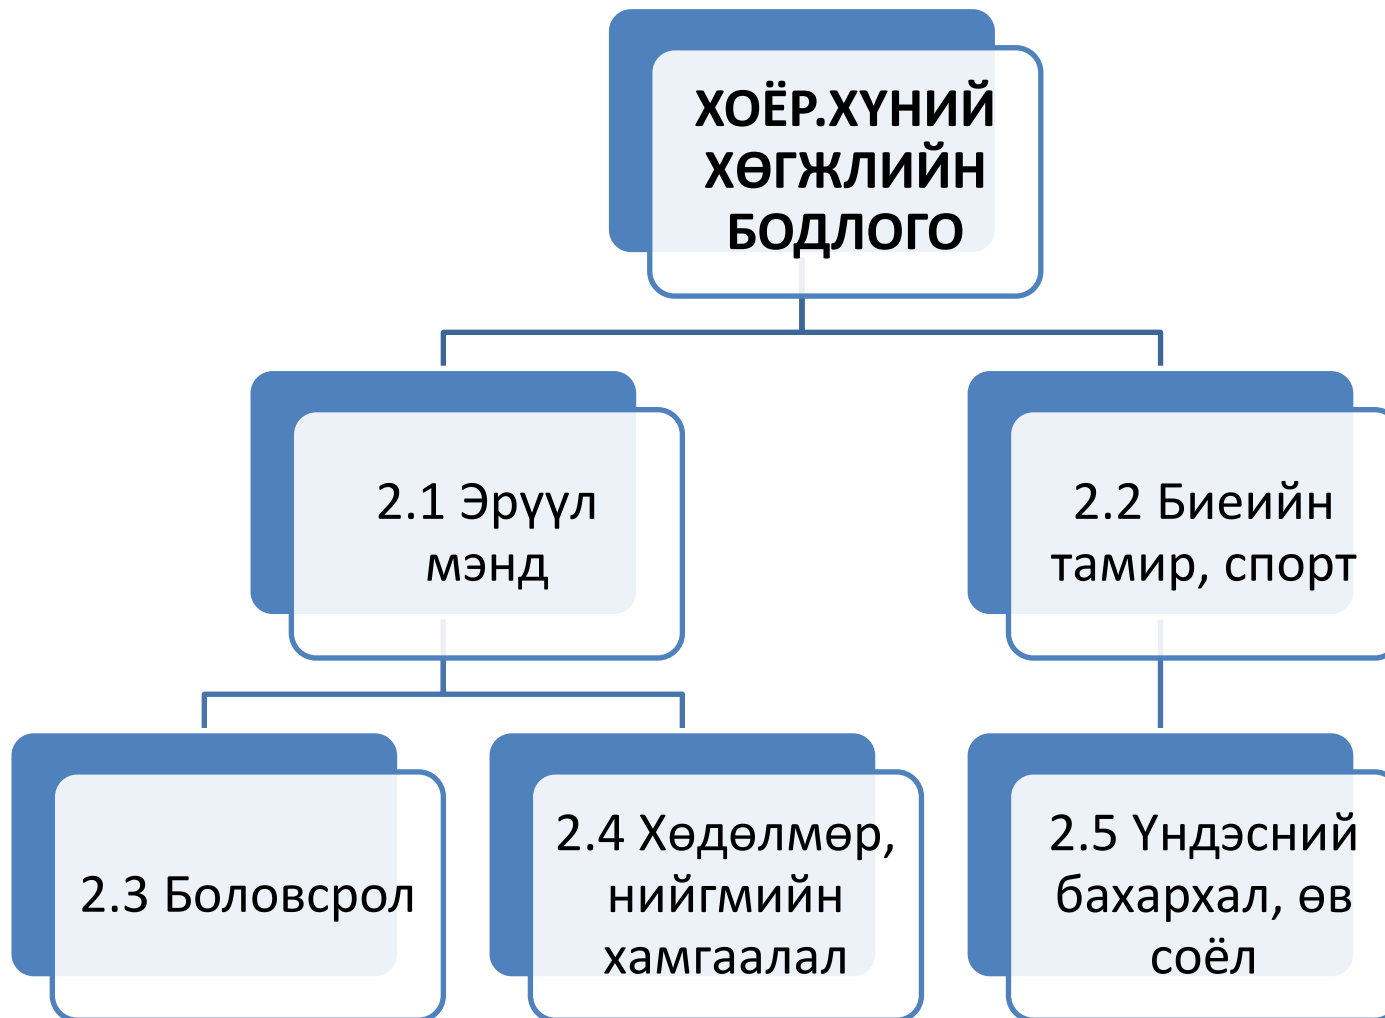 ХОЁР.ХҮНИЙ
ХӨГЖЛИЙН
БОДЛОГО
2.1 Эрүүл
мэнд
2.2 Биеийн
тамир, спорт
2.3 Боловсрол
2.4 Хөдөлмөр,
нийгмийн
хамгаалал
2.5 Үндэсний
бахархал, өв
соёл